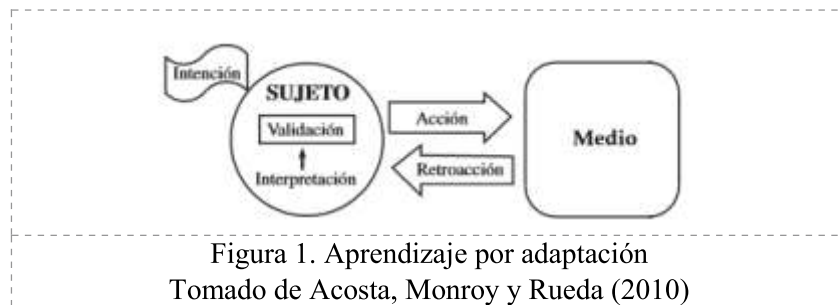 Intención
SUJETO
Validación
Interpretación
Acción
Retroacción
Medio
Figura 1. Aprendizaje por adaptación
Tomado de Acosta, Monroy y Rueda (2010)